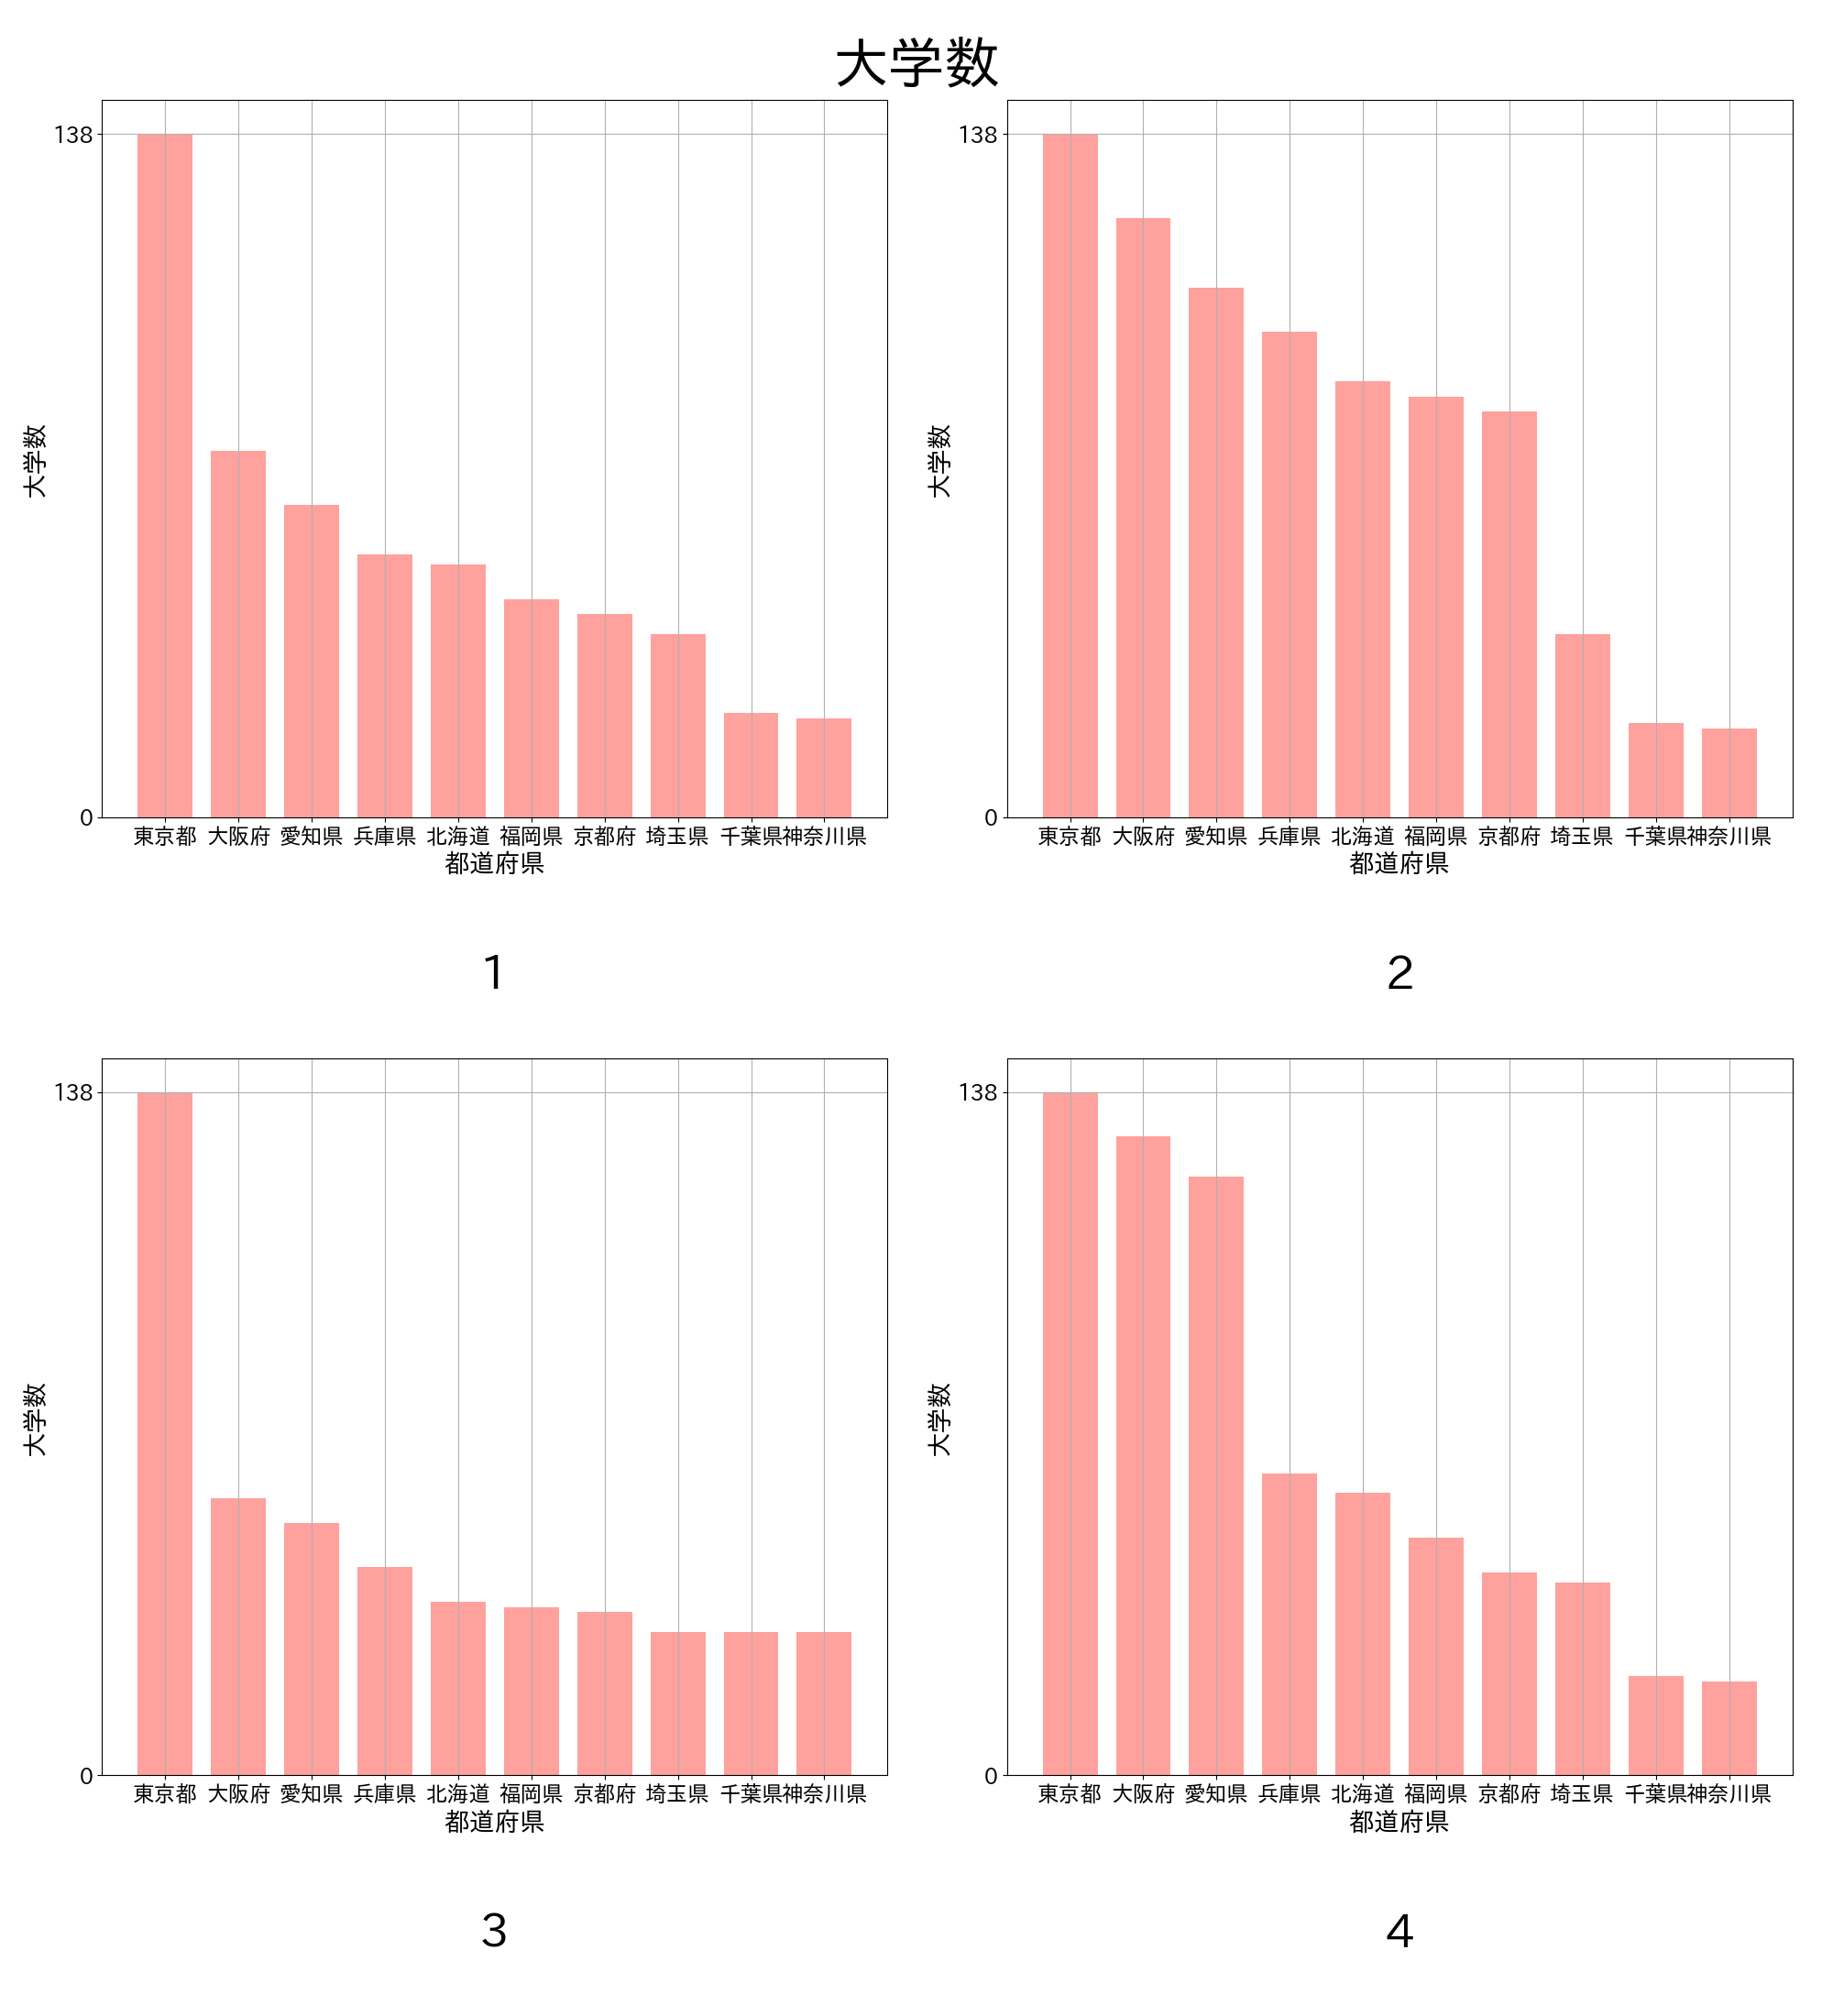 大学数
138
0
大学数
東京都 大阪府 愛知県 兵庫県 北海道 福岡県 京都府 埼玉県 千葉県 神奈川県
都道府県
1
138
0
大学数
東京都 大阪府 愛知県 兵庫県 北海道 福岡県 京都府 埼玉県 千葉県 神奈川県
都道府県
2
138
0
大学数
東京都 大阪府 愛知県 兵庫県 北海道 福岡県 京都府 埼玉県 千葉県 神奈川県
都道府県
3
138
0
大学数
東京都 大阪府 愛知県 兵庫県 北海道 福岡県 京都府 埼玉県 千葉県 神奈川県
都道府県
4